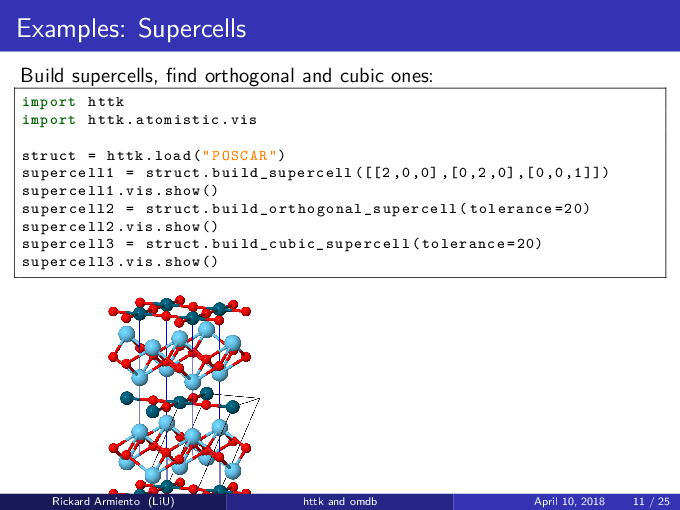 Examples: Supercells
Build supercells, find orthogonal and cubic ones:
import httk
import httk.atomistic.vis
struct = httk.load("POSCAR")
supercell1 = struct.build_supercell([[2,0,0],[0,2,0],[0,0,1]])
supercell1.vis.show()
supercell2 = struct.build_orthogonal_supercell(tolerance=20)
supercell2.vis.show()
supercell3 = struct.build_cubic_supercell(tolerance=20)
supercell3.vis.show()
Rickard Armiento (LiU) httk and omdb April 10, 2018 11 / 25